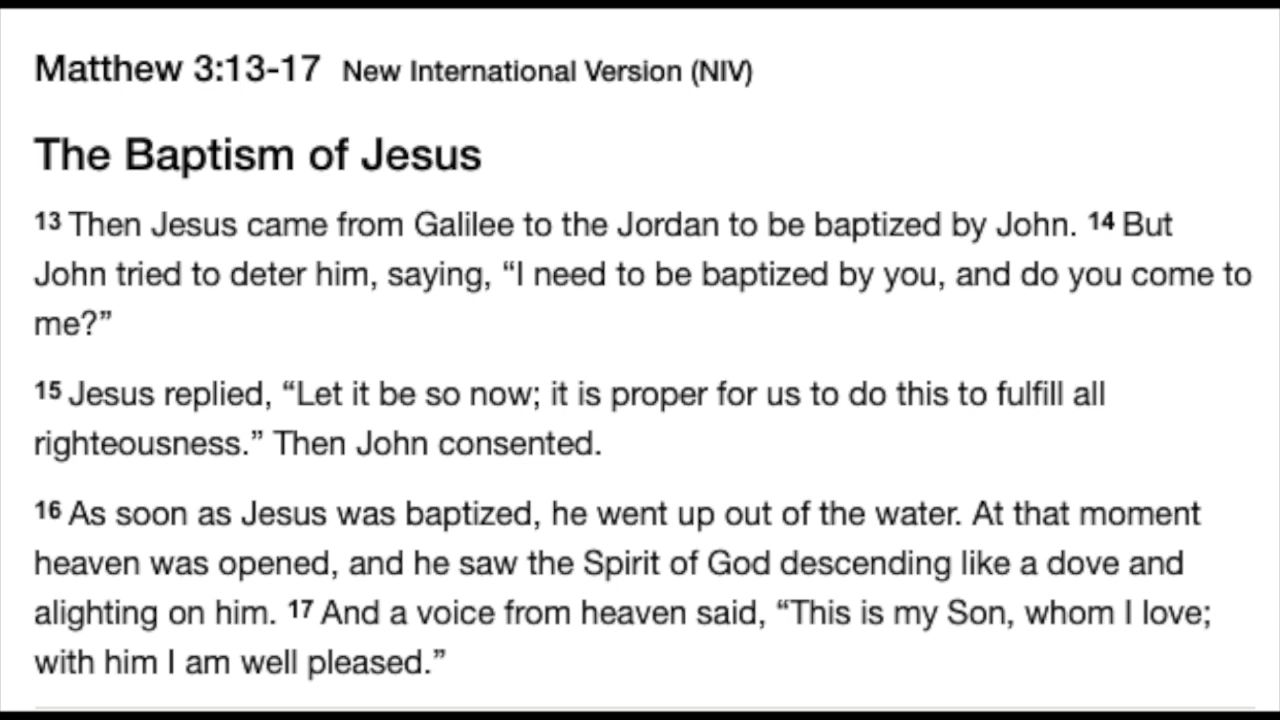 Matthew 3:13-17 New International Version (NIV)
The Baptism of Jesus
13 Then Jesus came from Galilee to the Jordan to be baptized by John. 14 But
John tried to deter him, saying, “I need to be baptized by you, and do you come to
me?”
15 Jesus replied, “Let it be so now; it is proper for us to do this to fulfill all
righteousness.” Then John consented.
16 As soon as Jesus was baptized, he went up out of the water. At that moment
heaven was opened, and he saw the Spirit of God descending like a dove and
alighting on him. 17 And a voice from heaven said, “This is my Son, whom I love;
with him I am well pleased.”